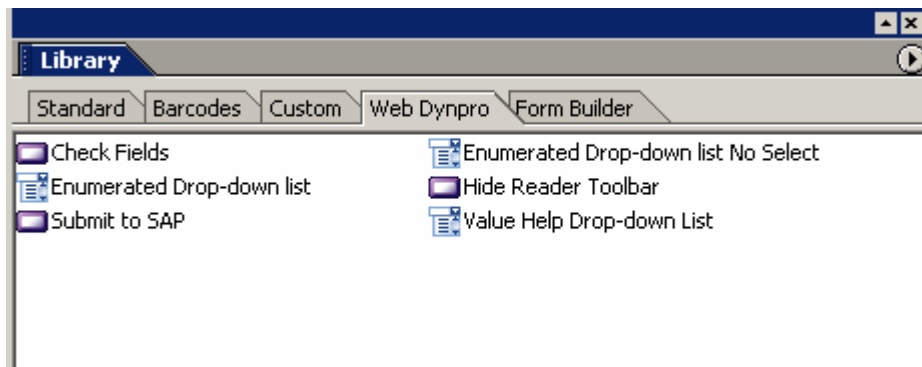 Library
Standard Barcodes Custom Web Dynpro Form Builder
Check Fields Enumerated Drop-down list No Select
Enumerated Drop-down list Hide Reader Toolbar
Submit to SAP Value Help Drop-down List